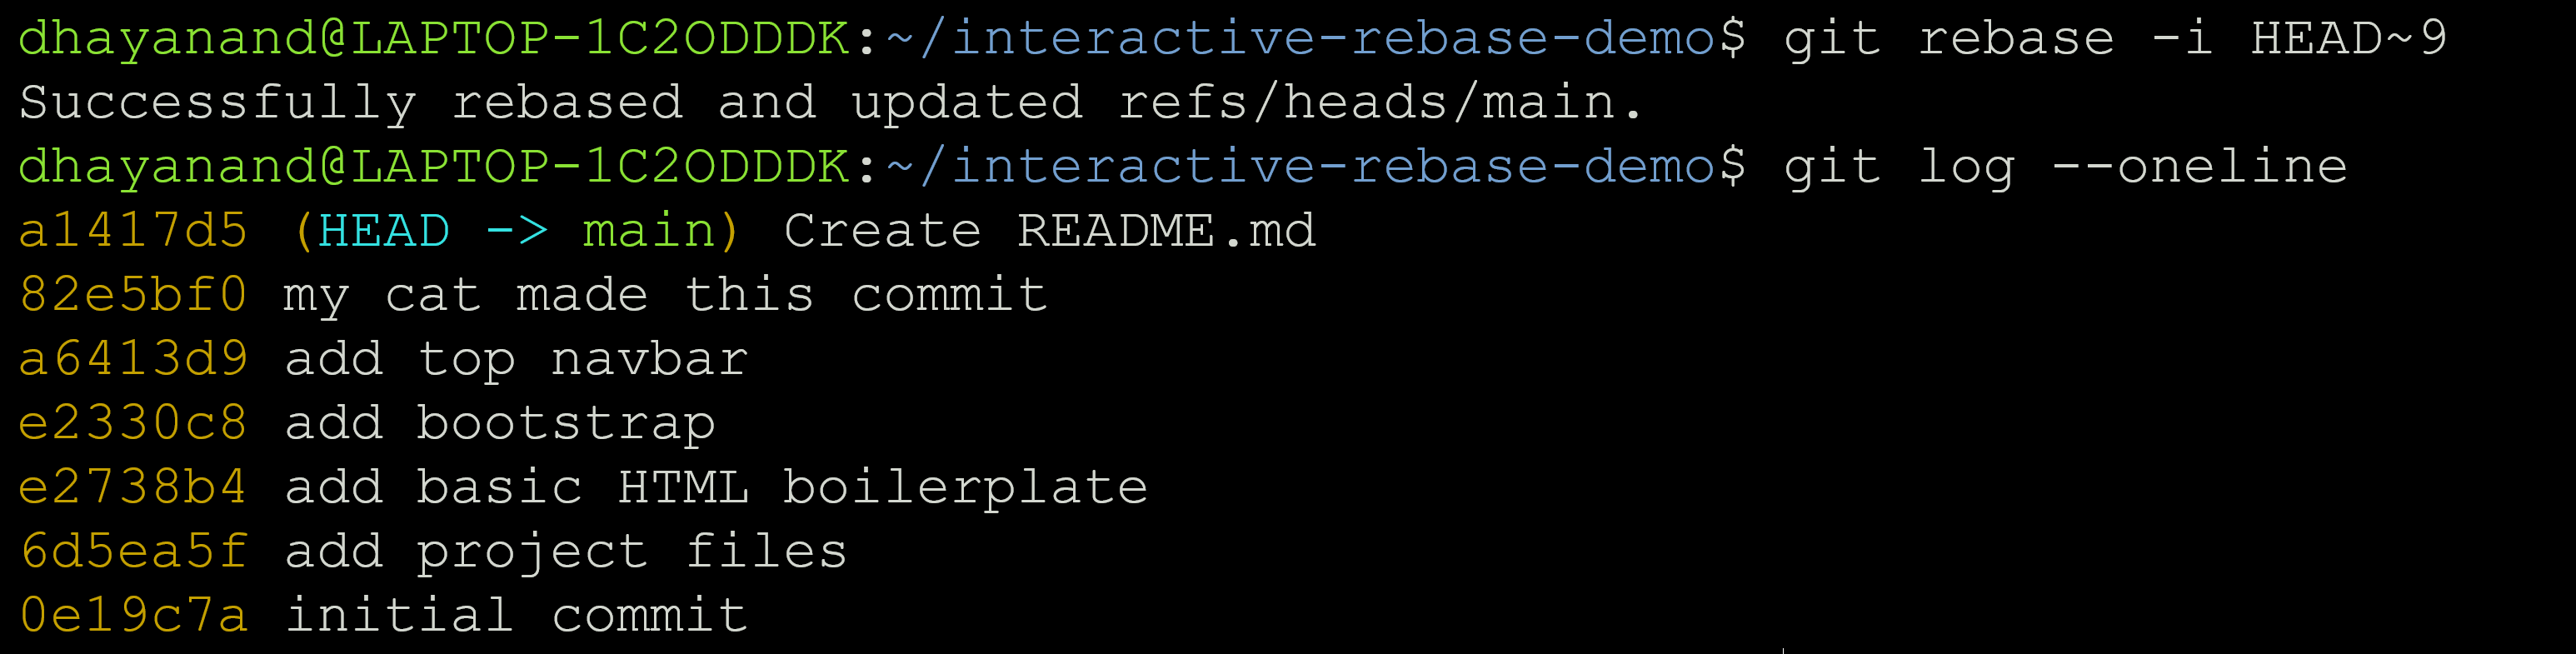 dhayanand@LAPTOP-1C2ODDDK:~/interactive-rebase-demo$ git rebase -i HEAD~9
Successfully rebased and updated refs/heads/main.
dhayanand@LAPTOP-1C2ODDDK:~/interactive-rebase-demo$ git log --oneline
a1417d5 (HEAD -> main) Create README.md
82e5bf0 my cat made this commit
a6413d9 add top navbar
e2330c8 add bootstrap
e2738b4 add basic HTML boilerplate
6d5ea5f add project files
0e19c7a initial commit